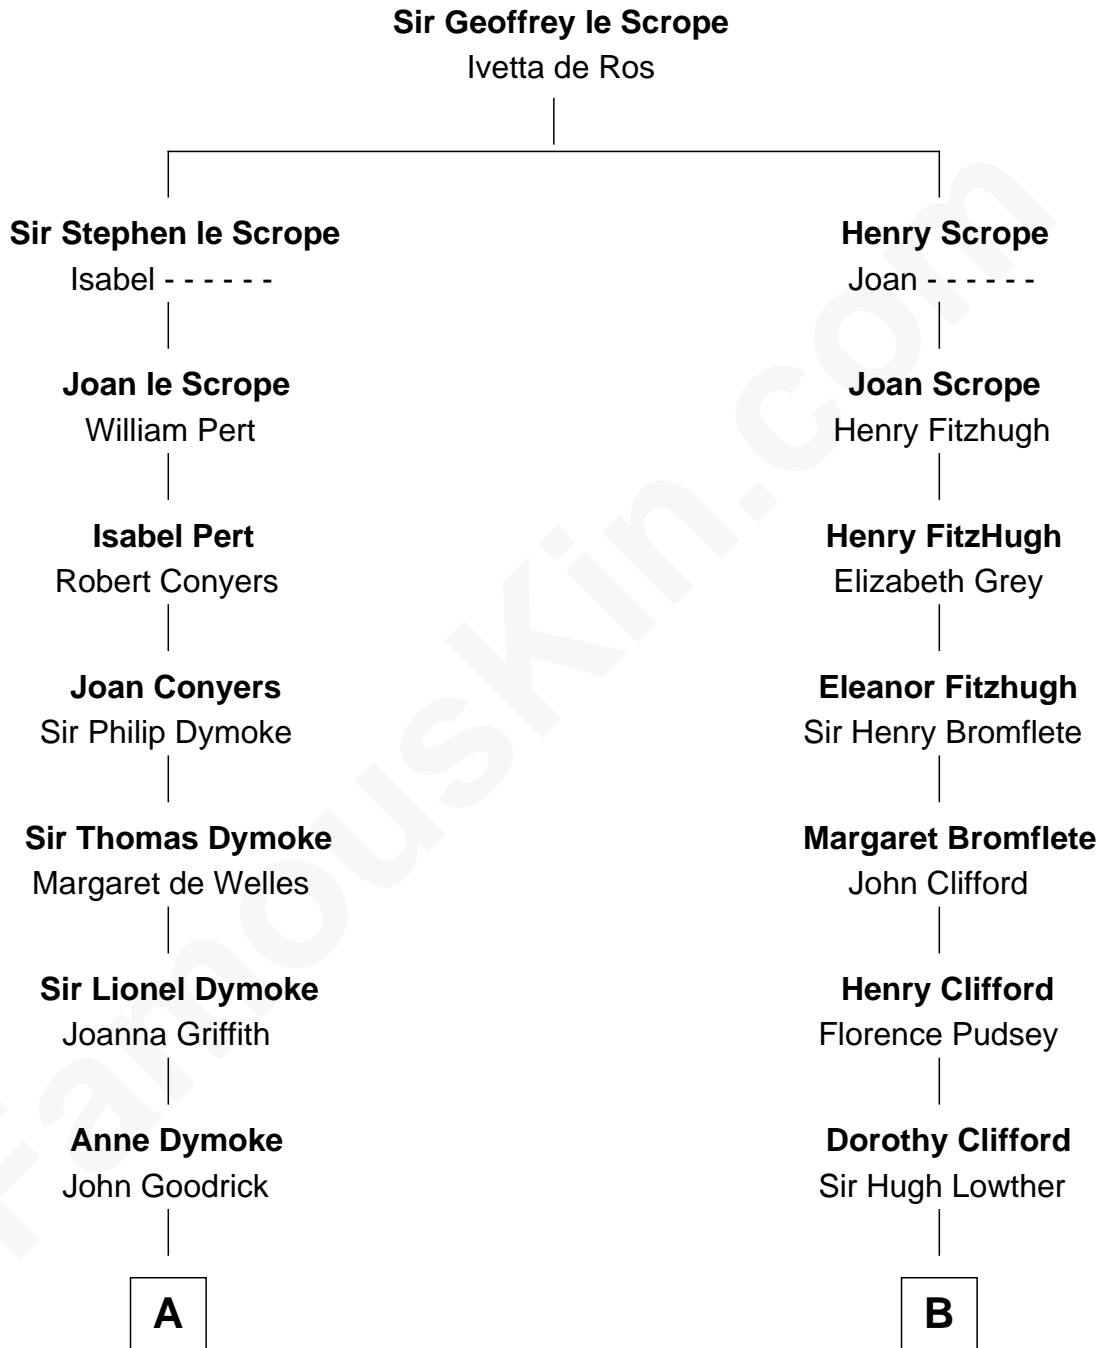 Sir Geoffrey le Scrope
Ivetta de Ros
Sir Stephen le Scrope
Isabel - - - - - -
Joan le Scrope
William Pert
Isabel Pert
Robert Conyers
Joan Conyers
Sir Philip Dymoke
Sir Thomas Dymoke
Margaret de Welles
Sir Lionel Dymoke
Joanna Griffith
Anne Dymoke
John Goodrick
A
Henry Scrope
Joan - - - - - -
Joan Scrope
Henry Fitzhugh
Henry FitzHugh
Elizabeth Grey
Eleanor Fitzhugh
Sir Henry Bromflete
Margaret Bromflete
John Clifford
Henry Clifford
Florence Pudsey
Dorothy Clifford
Sir Hugh Lowther
B
FamousKin.com